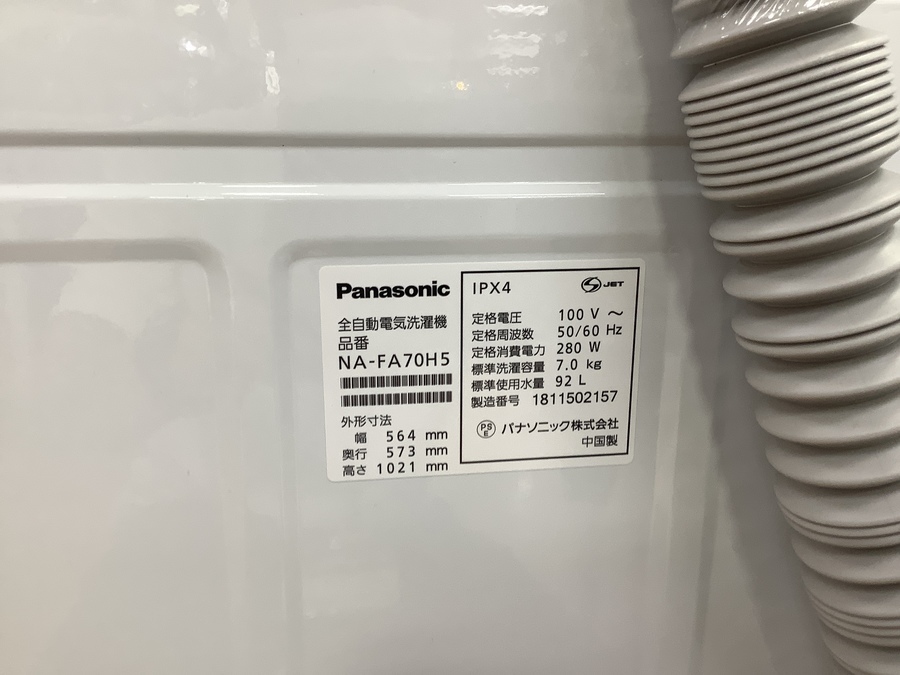 Panasonic
全自動電気洗濯機
品番
NA-FA70H5
外形寸法
幅 564 mm
奥行 573 mm
高さ 1021 mm
IPX4
S JET
定格電圧 100 V ～
定格周波数 50/60 Hz
定格消費電力 280 W
標準洗濯容量 7.0 kg
標準使用水量 92 L
製造番号 1811502157
PS E パナソニック株式会社
中国製